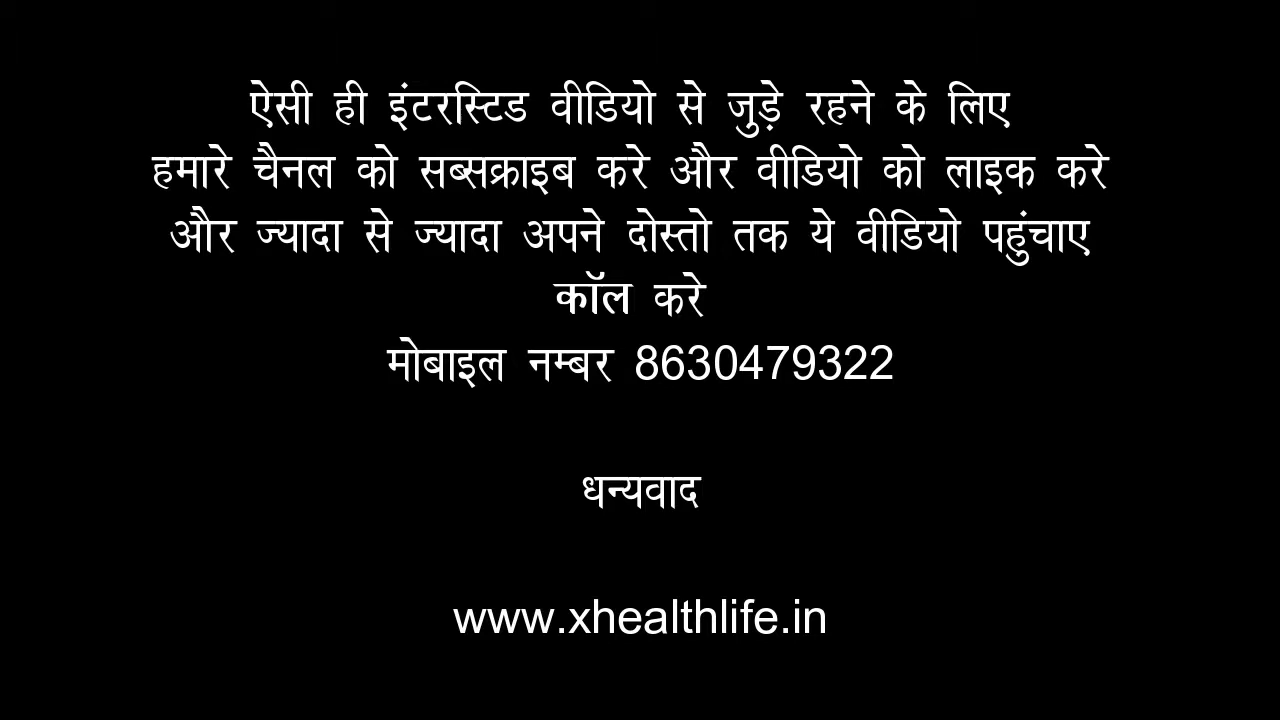 ऐसी ही इंटरस्टिड वीडियो से जुड़े रहने के लिए
हमारे चैनल को सब्सक्राइब करे और वीडियो को लाइक करे
और ज्यादा से ज्यादा अपने दोस्तो तक ये वीडियो पहुंचाए
कॉल करे
मोबाइल नम्बर 8630479322
धन्यवाद
www.xhealthlife.in